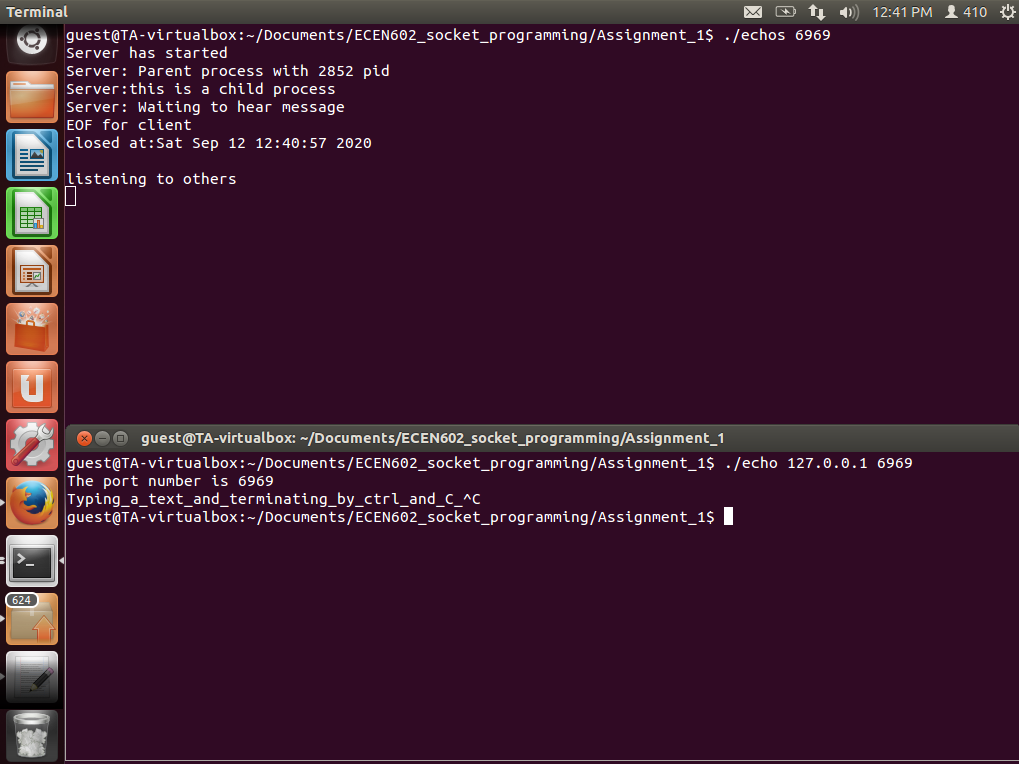 Terminal
12:41 PM 410
guest@TA-virtualbox:~/Documents/ECEN602_socket_programming/Assignment_1$ ./echos 6969
Server has started
Server: Parent process with 2852 pid
Server:this is a child process
Server: Waiting to hear message
EOF for client
closed at:Sat Sep 12 12:40:57 2020
listening to others
guest@TA-virtualbox: ~/Documents/ECEN602_socket_programming/Assignment_1
guest@TA-virtualbox:~/Documents/ECEN602_socket_programming/Assignment_1$ ./echo 127.0.0.1 6969
The port number is 6969
Typing_a_text_and_terminating_by_ctrl_and_C_^C
guest@TA-virtualbox:~/Documents/ECEN602_socket_programming/Assignment_1$
>_
624